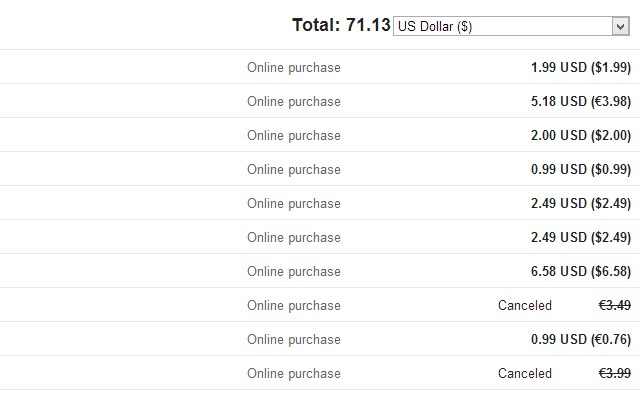 Total: 71.13 US Dollar ($)
Online purchase 1.99 USD ($1.99)
Online purchase 5.18 USD (€3.98)
Online purchase 2.00 USD ($2.00)
Online purchase 0.99 USD ($0.99)
Online purchase 2.49 USD ($2.49)
Online purchase 2.49 USD ($2.49)
Online purchase 6.58 USD ($6.58)
Online purchase Canceled €3.49
Online purchase 0.99 USD (€0.76)
Online purchase Canceled €3.99